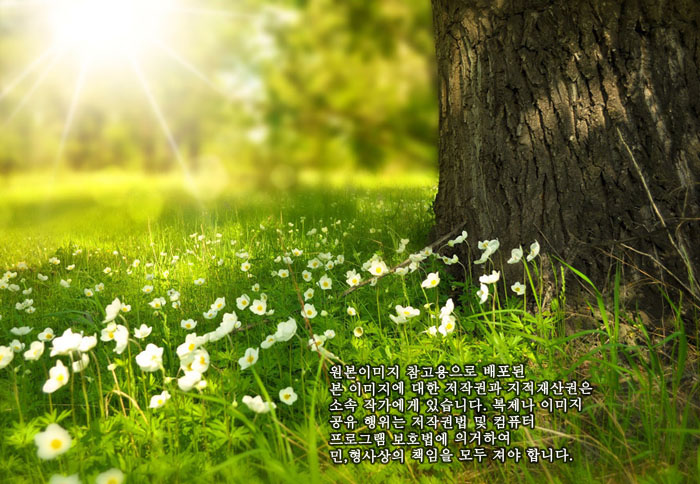 원본이미지 참고용으로 배포된
본 이미지에 대한 저작권과 지적재산권은
소속 작가에게 있습니다. 복제나 이미지
공유 행위는 저작권법 및 컴퓨터
프로그램 보호법에 의거하여
민,형사상의 책임을 모두 져야 합니다.